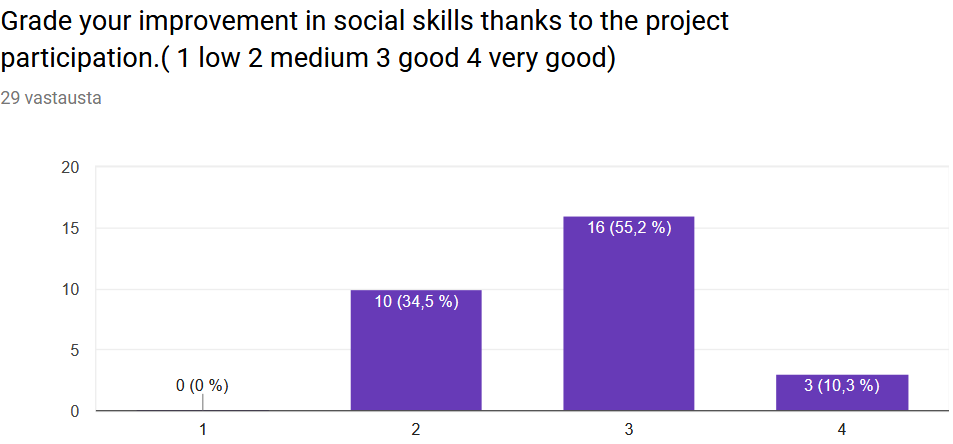 Grade your improvement in social skills thanks to the project
participation.( 1 low 2 medium 3 good 4 very good)
29 vastausta
20
15
10
5
0
0 (0 %)
10 (34,5 %)
16 (55,2 %)
3 (10,3 %)
1
2
3
4